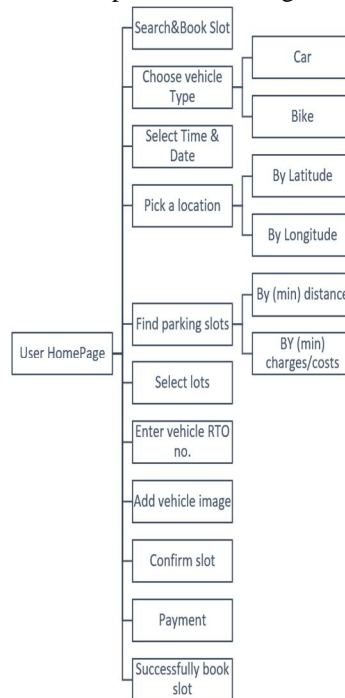 Search&Book Slot
Choose vehicle
Type
Car
Bike
Select Time &
Date
Pick a location
By Latitude
By Longitude
Find parking slots
By (min) distance
BY (min)
charges/costs
User HomePage
Select lots
Enter vehicle RTO
no.
Add vehicle image
Confirm slot
Payment
Successfully book
slot